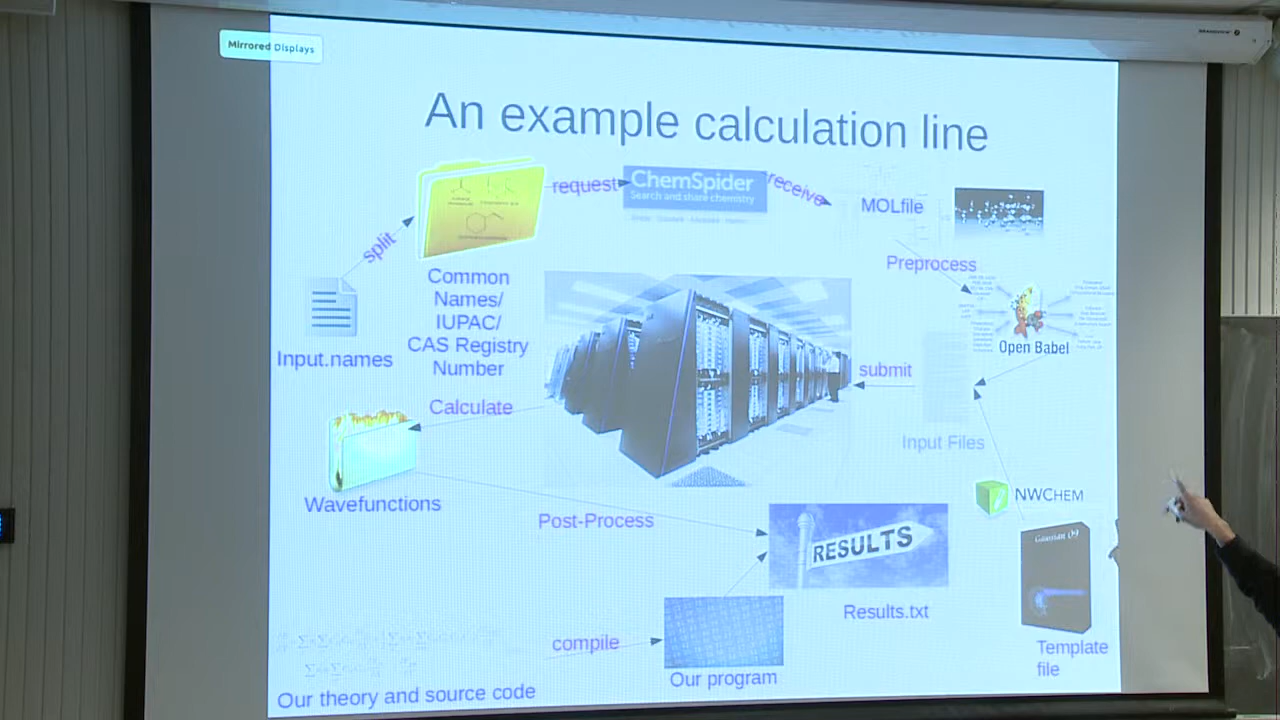 Mirrored Displays
An example calculation line
request
ChemSpider
Search and share chemistry
receive
MOLfile
split
Preprocess
Common
Names/
IUPAC/
CAS Registry
Number
Input.names
Open Babel
submit
Calculate
Input Files
Wavefunctions
NWCHEM
Post-Process
RESULTS
Gaussian 09
Results.txt
compile
Template
file
Our program
Our theory and source code